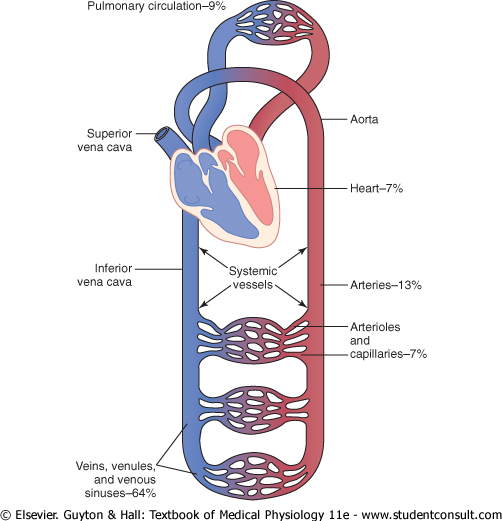 Pulmonary circulation–9%
Aorta
Superior
vena cava
Heart–7%
Inferior
vena cava
Systemic
vessels
Arteries–13%
Arterioles
and
capillaries–7%
Veins, venules,
and venous
sinuses–64%
© Elsevier. Guyton & Hall: Textbook of Medical Physiology 11e - www.studentconsult.com